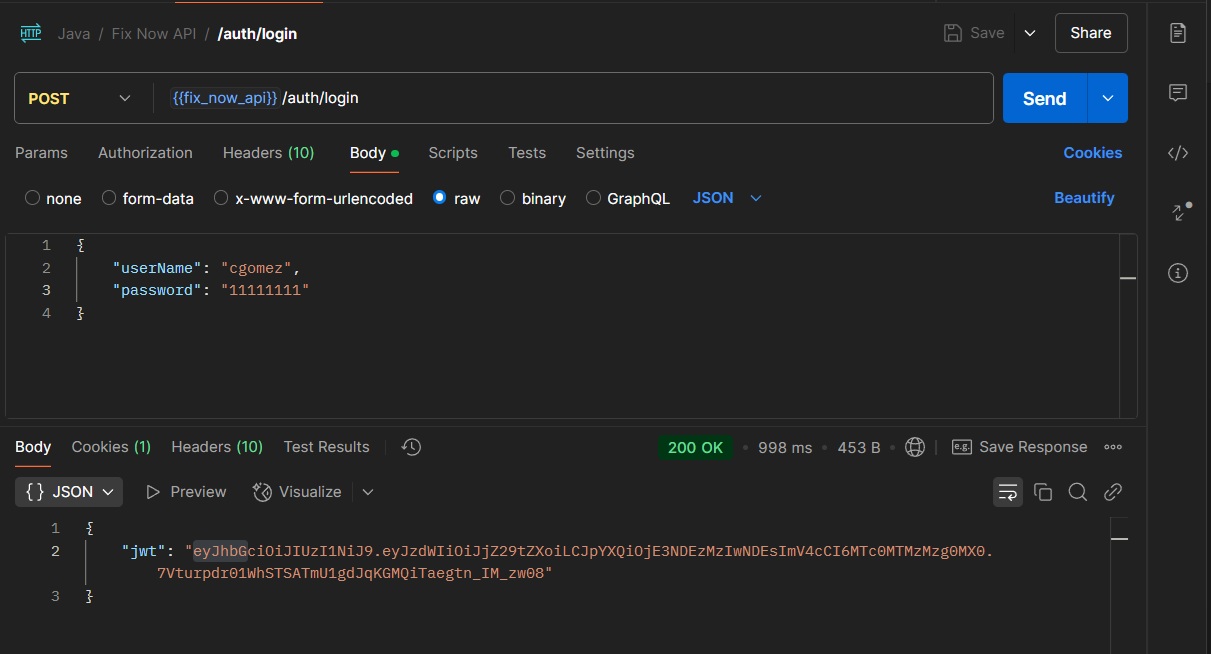 HTTP Java / Fix Now API / /auth/login Save Share
POST {{fix_now_api}} /auth/login Send
Params Authorization Headers (10) Body Scripts Tests Settings Cookies
none form-data x-www-form-urlencoded raw binary GraphQL JSON Beautify
1 {
2 "userName": "cgomez",
3 "password": "11111111"
4 }
Body Cookies (1) Headers (10) Test Results 200 OK 998 ms 453 B e.g. Save Response
{} JSON Preview Visualize
1 {
2 "jwt": "eyJhbGciOiJIUzI1NiJ9.eyJzdWIiOiJjZ29tZXoiLCJpYXQiOjE3NDEzMzIwNDEsImV4cCI6MTc0MTMzMzg0MX0.
7Vturpdr01WhSTSATmU1gdJqKGMQiTaegtn_IM_zw08"
3 }